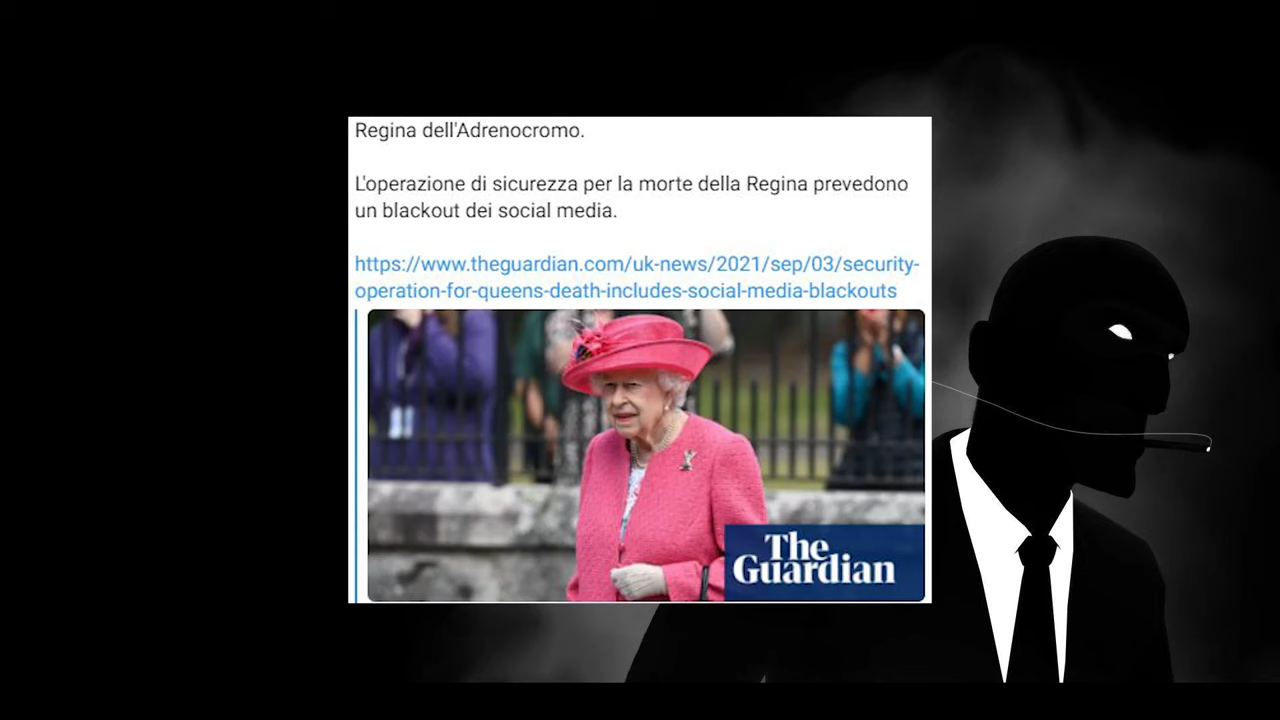 Regina dell'Adrenocromo.
L'operazione di sicurezza per la morte della Regina prevedono
un blackout dei social media.
https://www.theguardian.com/uk-news/2021/sep/03/security-
operation-for-queens-death-includes-social-media-blackouts
The
Guardian